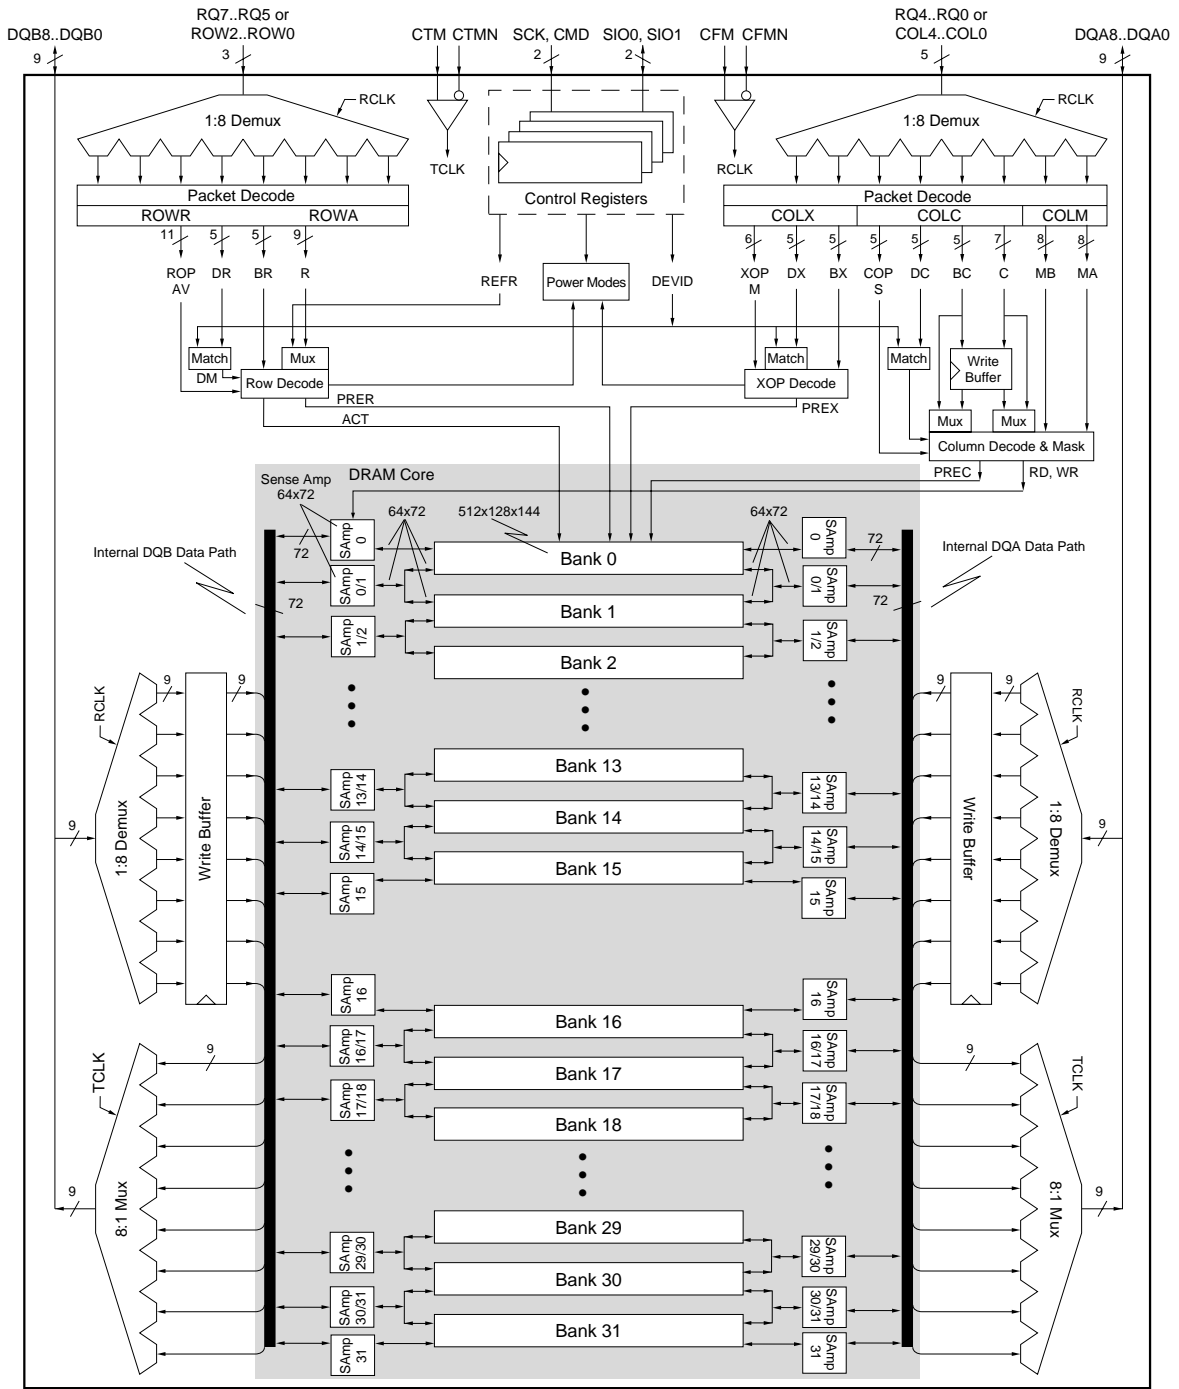 RQ7..RQ5 or
ROW2..ROW0
RQ4..RQ0 or
COL4..COL0
DQB8..DQB0
CTM CTMN
SCK, CMD
SIO0, SIO1
CFM CFMN
DQA8..DQA0
9
3
2
2
5
9
RCLK
1:8 Demux
TCLK
Control Registers
RCLK
RCLK
1:8 Demux
Packet Decode
ROWR
ROWA
Packet Decode
COLX
COLC
COLM
11
5
5
9
6
5
5
5
5
5
7
8
8
ROP
AV
DR
BR
R
REFR
Power Modes
DEVID
XOP
M
DX
BX
COP
S
DC
BC
C
MB
MA
Match
Mux
Match
Match
Write
Buffer
DM
Row Decode
XOP Decode
PRER
PREX
Mux
Mux
ACT
Column Decode & Mask
PREC
RD, WR
DRAM Core
Sense Amp
64x72
64x72
512x128x144
64x72
Internal DQB Data Path
Internal DQA Data Path
72
72
72
72
SAmp
0
Bank 0
SAmp
0
SAmp
0/1
SAmp
0/1
Bank 1
SAmp
1/2
SAmp
1/2
Bank 2
9
9
9
9
RCLK
RCLK
Bank 13
SAmp
13/14
SAmp
13/14
Bank 14
SAmp
14/15
SAmp
14/15
Bank 15
SAmp
15
SAmp
15
9
1:8 Demux
Write Buffer
Write Buffer
1:8 Demux
9
SAmp
16
SAmp
16
Bank 16
SAmp
16/17
SAmp
16/17
Bank 17
SAmp
17/18
SAmp
17/18
Bank 18
9
9
TCLK
TCLK
9
8:1 Mux
8:1 Mux
9
Bank 29
SAmp
29/30
SAmp
29/30
Bank 30
SAmp
30/31
SAmp
30/31
Bank 31
SAmp
31
SAmp
31